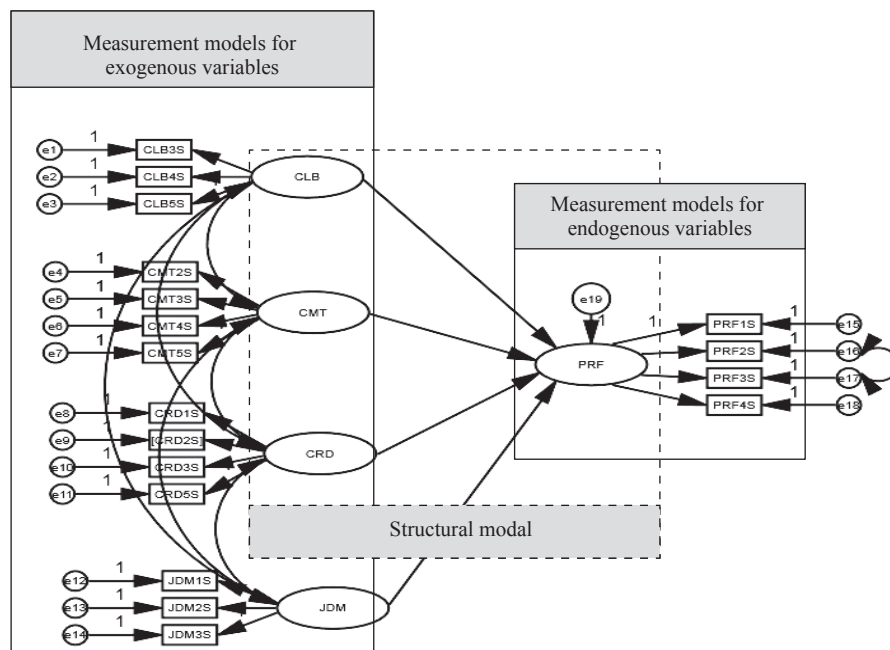 Measurement models for
exogenous variables
e1 1 CLB3S
e2 1 CLB4S
e3 1 CLB5S
CLB
Measurement models for
endogenous variables
e4 1 CMT2S
e5 1 CMT3S
e6 1 CMT4S
e7 1 CMT5S
CMT
e19
1
PRF
1 PRF1S 1 e15
PRF2S 1 e16
PRF3S 1 e17
PRF4S 1 e18
e8 1 CRD1S
e9 1 [CRD2S]
e10 1 CRD3S
e11 1 CRD5S
CRD
Structural modal
e12 1 JDM1S
e13 1 JDM2S
e14 1 JDM3S
JDM